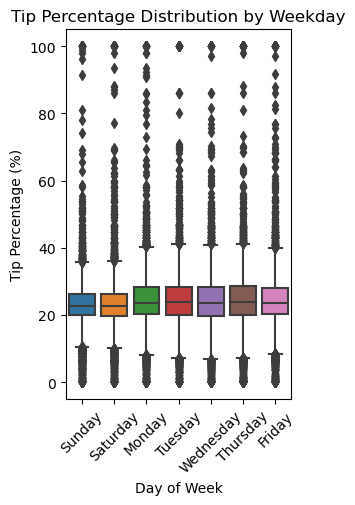 Tip Percentage Distribution by Weekday
Tip Percentage (%)
100
80
60
40
20
0
Sunday
Saturday
Monday
Tuesday
Wednesday
Thursday
Friday
Day of Week